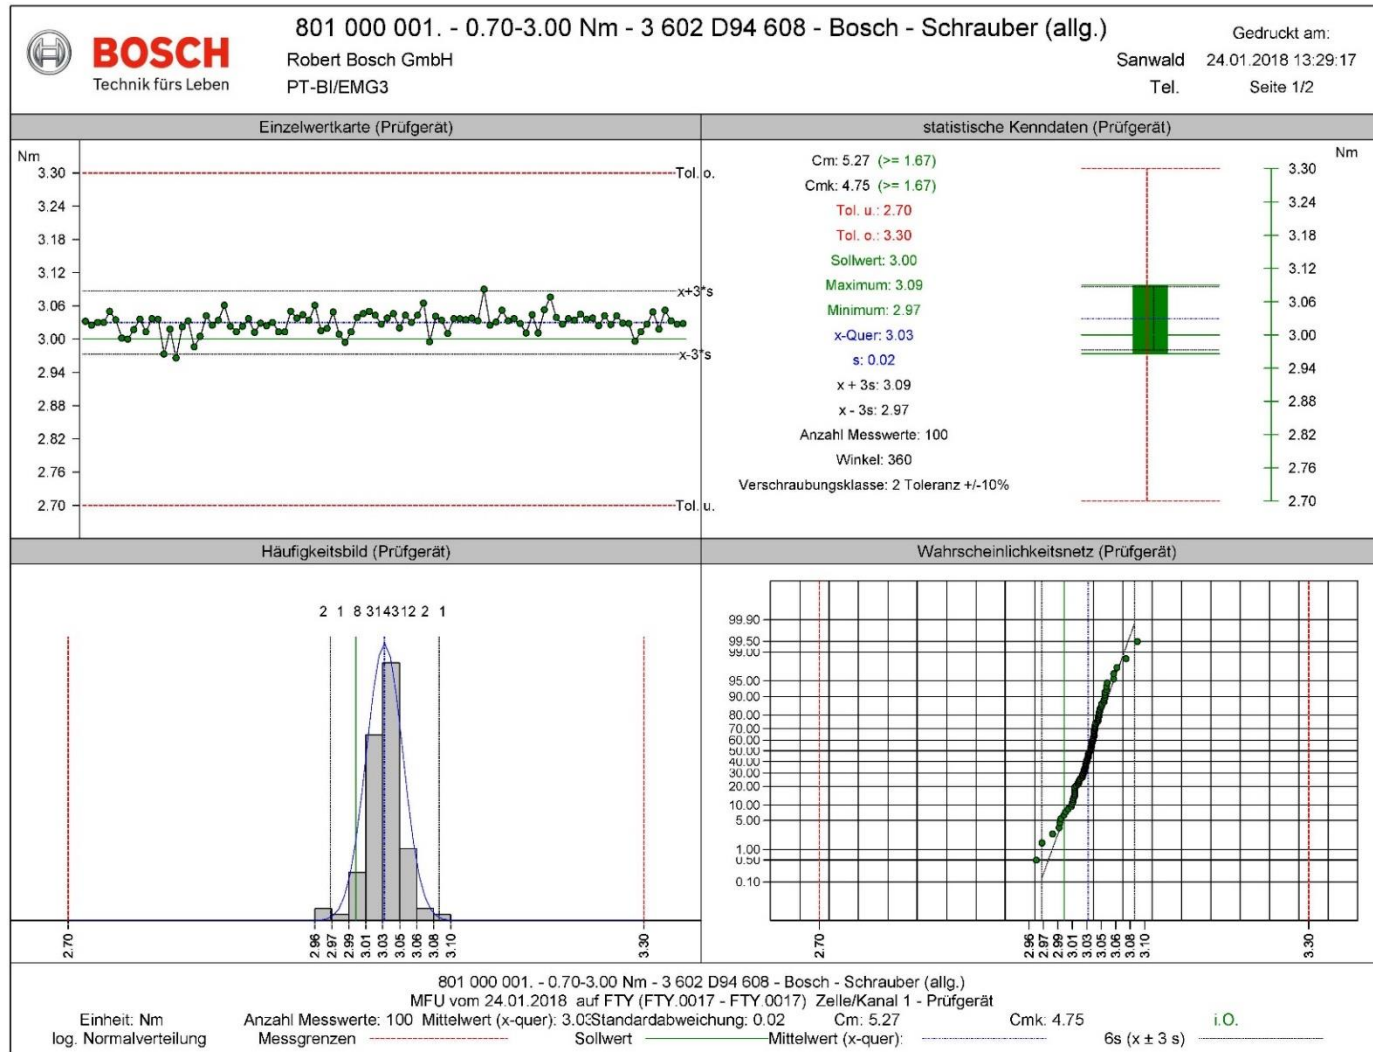 BOSCH
Technik fürs Leben
801 000 001. - 0.70-3.00 Nm - 3 602 D94 608 - Bosch - Schrauber (allg.)
Robert Bosch GmbH
PT-BI/EMG3
Gedruckt am:
Sanwald 24.01.2018 13:29:17
Tel. Seite 1/2
Einzelwertkarte (Prüfgerät)
Nm
3.30
3.24
3.18
3.12
3.06
3.00
2.94
2.88
2.82
2.76
2.70
Tol. o.
x+3*s
x-3*s
Tol. u.
statistische Kenndaten (Prüfgerät)
Cm: 5.27 (>= 1.67)
Cmk: 4.75 (>= 1.67)
Tol. u.: 2.70
Tol. o.: 3.30
Sollwert: 3.00
Maximum: 3.09
Minimum: 2.97
x-Quer: 3.03
s: 0.02
x + 3s: 3.09
x - 3s: 2.97
Anzahl Messwerte: 100
Winkel: 360
Verschraubungsklasse: 2 Toleranz +/-10%
Nm
3.30
3.24
3.18
3.12
3.06
3.00
2.94
2.88
2.82
2.76
2.70
Häufigkeitsbild (Prüfgerät)
2 1 8 31 43 12 2 1
2.70 2.96 2.97 2.99 3.01 3.03 3.05 3.06 3.08 3.10 3.30
Wahrscheinlichkeitsnetz (Prüfgerät)
99.90
99.50
99.00
95.00
90.00
80.00
70.00
60.00
50.00
40.00
30.00
20.00
10.00
5.00
1.00
0.50
0.10
2.70 2.96 2.97 2.99 3.01 3.03 3.05 3.06 3.08 3.10 3.30
801 000 001. - 0.70-3.00 Nm - 3 602 D94 608 - Bosch - Schrauber (allg.)
MFU vom 24.01.2018 auf FTY (FTY.0017 - FTY.0017) Zelle/Kanal 1 - Prüfgerät
Einheit: Nm Anzahl Messwerte: 100 Mittelwert (x-quer): 3.03 Standardabweichung: 0.02 Cm: 5.27 Cmk: 4.75 i.O.
log. Normalverteilung Messgrenzen Sollwert Mittelwert (x-quer): 6s (x ± 3 s)